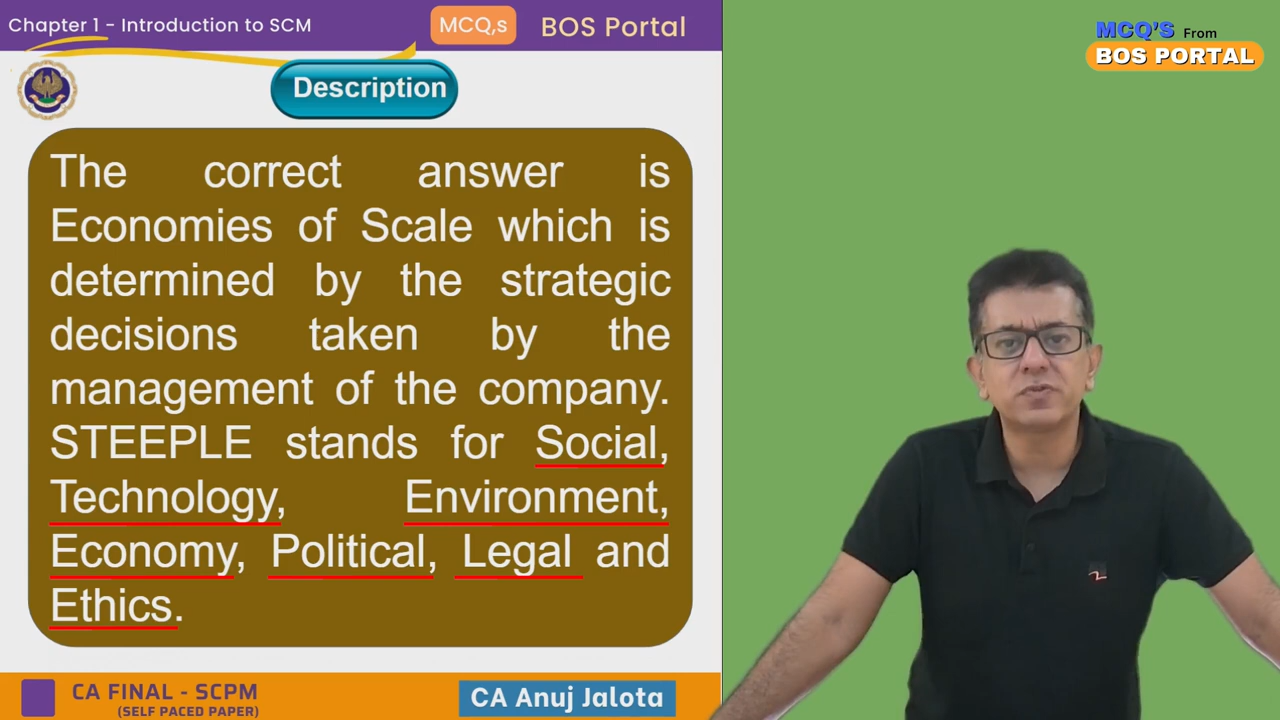 Chapter 1 - Introduction to SCM
MCQ,s
BOS Portal
MCQ'S From
BOS PORTAL
Description
The correct answer is
Economies of Scale which is
determined by the strategic
decisions taken by the
management of the company.
STEEPLE stands for Social,
Technology, Environment,
Economy, Political, Legal and
Ethics.
CA FINAL - SCPM
(SELF PACED PAPER)
CA Anuj Jalota